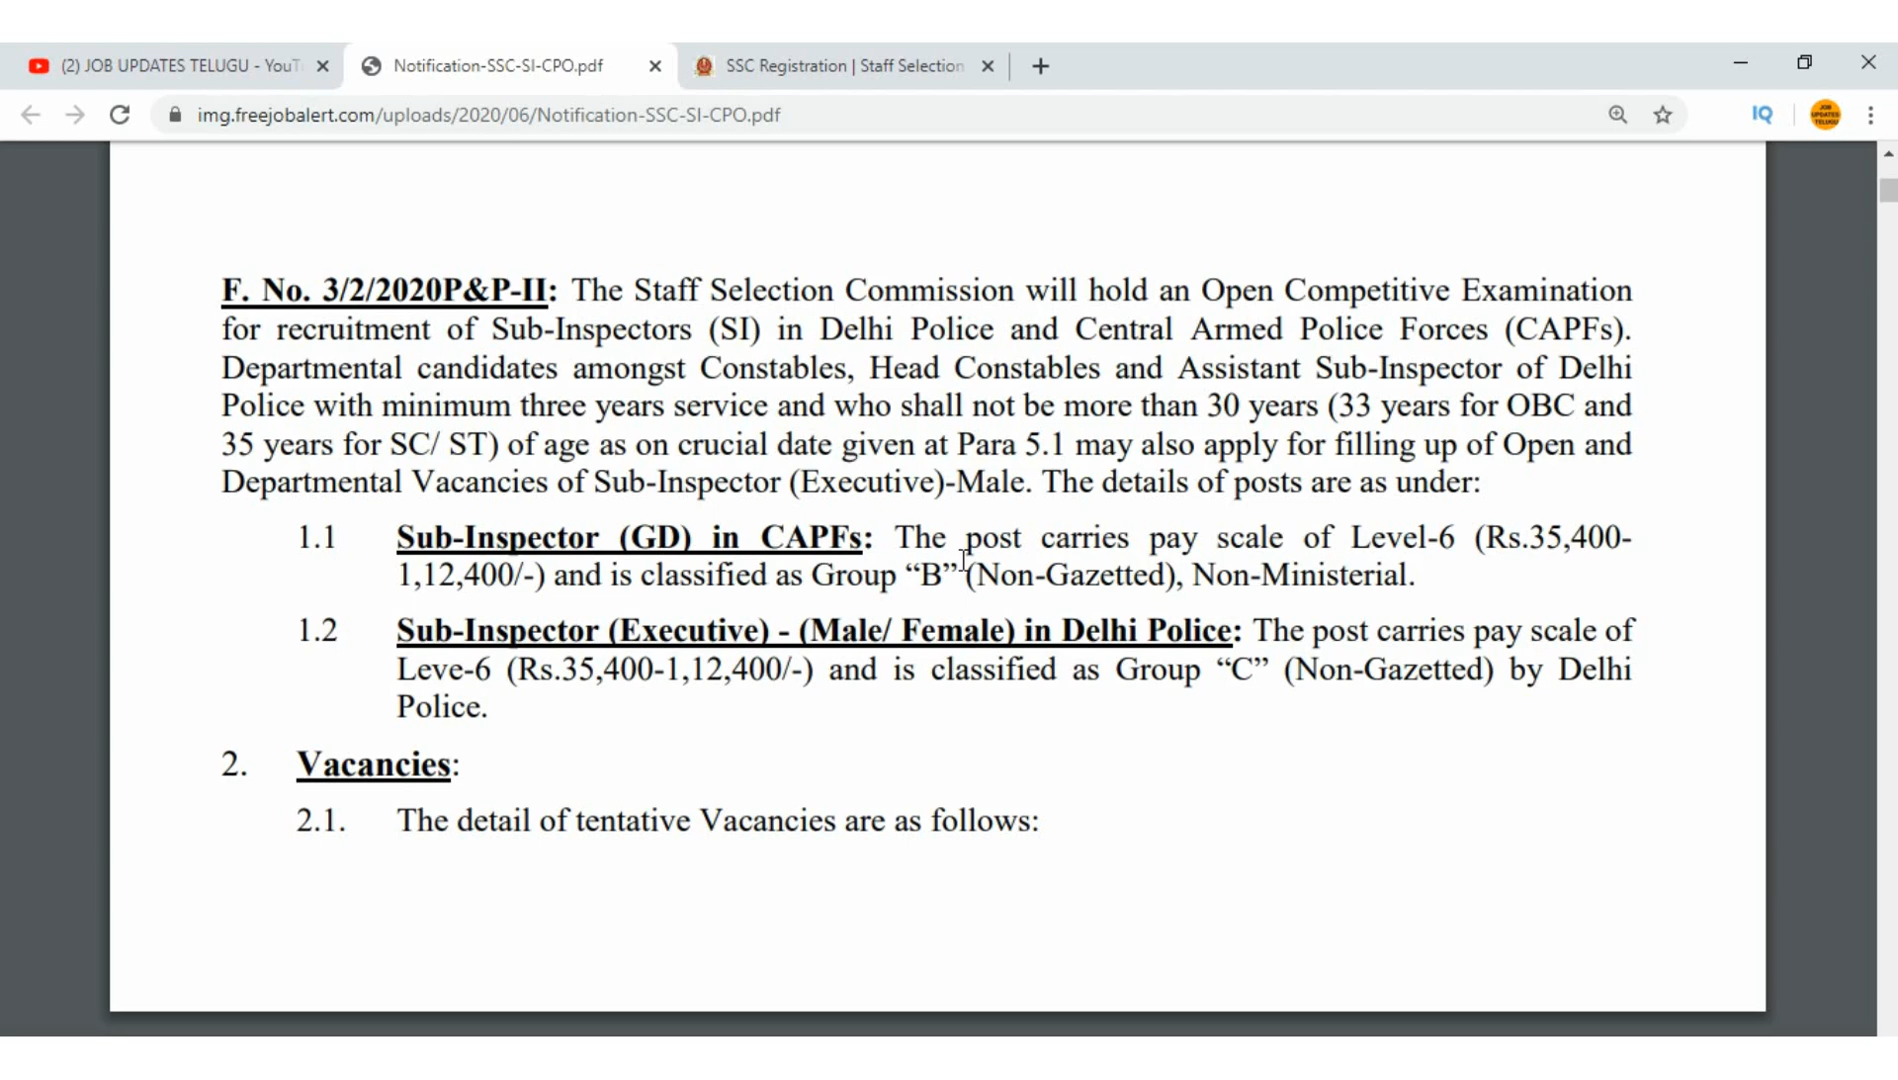 (2) JOB UPDATES TELUGU - YouT
Notification-SSC-SI-CPO.pdf
SSC Registration | Staff Selection
img.freejobalert.com/uploads/2020/06/Notification-SSC-SI-CPO.pdf
IQ
JOB
UPDATES
TELUGU
F. No. 3/2/2020P&P-II: The Staff Selection Commission will hold an Open Competitive Examination
for recruitment of Sub-Inspectors (SI) in Delhi Police and Central Armed Police Forces (CAPFs).
Departmental candidates amongst Constables, Head Constables and Assistant Sub-Inspector of Delhi
Police with minimum three years service and who shall not be more than 30 years (33 years for OBC and
35 years for SC/ ST) of age as on crucial date given at Para 5.1 may also apply for filling up of Open and
Departmental Vacancies of Sub-Inspector (Executive)-Male. The details of posts are as under:
1.1 Sub-Inspector (GD) in CAPFs: The post carries pay scale of Level-6 (Rs.35,400-
1,12,400/-) and is classified as Group “B” (Non-Gazetted), Non-Ministerial.
1.2 Sub-Inspector (Executive) - (Male/ Female) in Delhi Police: The post carries pay scale of
Leve-6 (Rs.35,400-1,12,400/-) and is classified as Group “C” (Non-Gazetted) by Delhi
Police.
2. Vacancies:
2.1. The detail of tentative Vacancies are as follows: